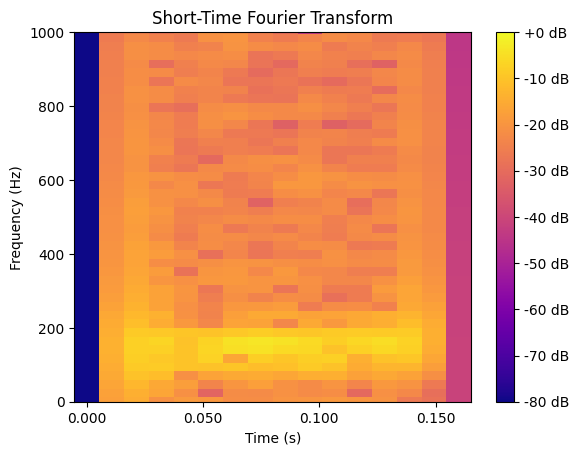 Short-Time Fourier Transform
1000
800
600
400
200
0
Frequency (Hz)
0.000
0.050
0.100
0.150
Time (s)
+0 dB
-10 dB
-20 dB
-30 dB
-40 dB
-50 dB
-60 dB
-70 dB
-80 dB